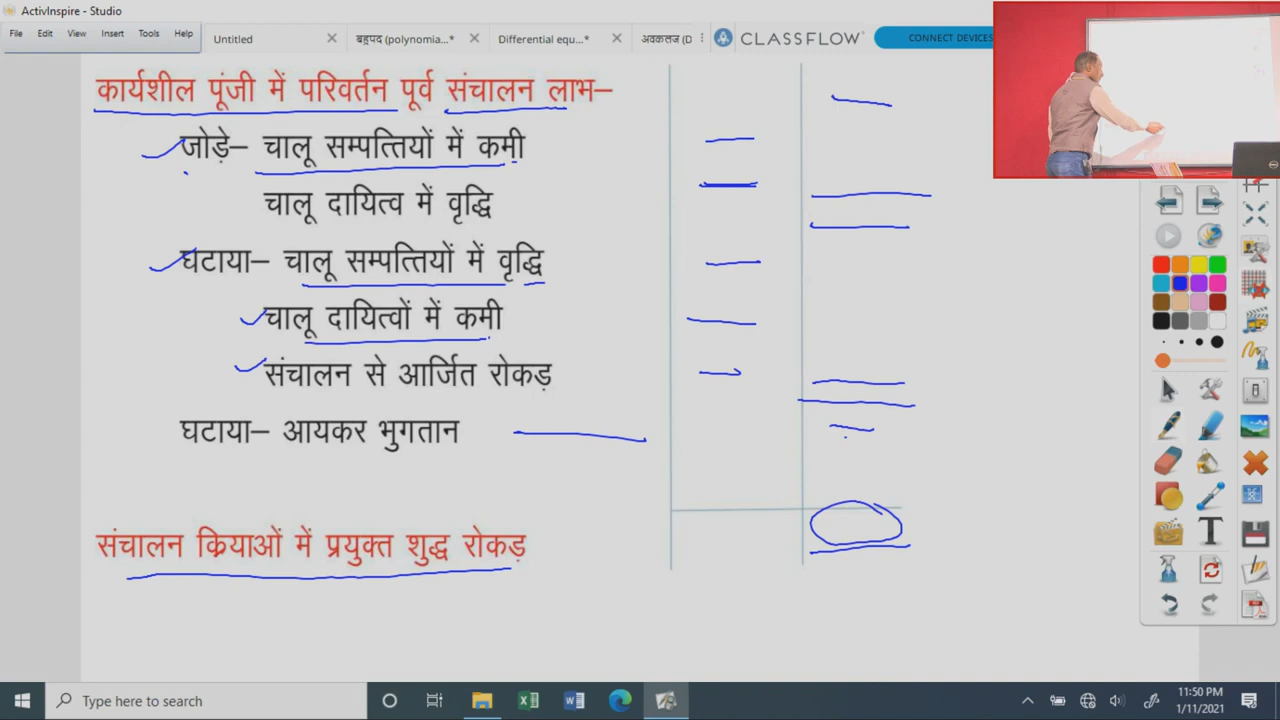 ActivInspire - Studio
File Edit View Insert Tools Help
Untitled
बहुपद (polynomia...*
Differential equ...*
अवकतज (D
CLASSFLOW
CONNECT DEVICES
कार्यशील पूंजी में परिवर्तन पूर्व संचालन लाभ–
जोड़े– चालू सम्पत्तियों में कमी
चालू दायित्व में वृद्धि
घटाया– चालू सम्पत्तियों में वृद्धि
चालू दायित्वों में कमी
संचालन से आर्जित रोकड़
घटाया– आयकर भुगतान
संचालन क्रियाओं में प्रयुक्त शुद्ध रोकड़
Type here to search
11:50 PM
1/11/2021